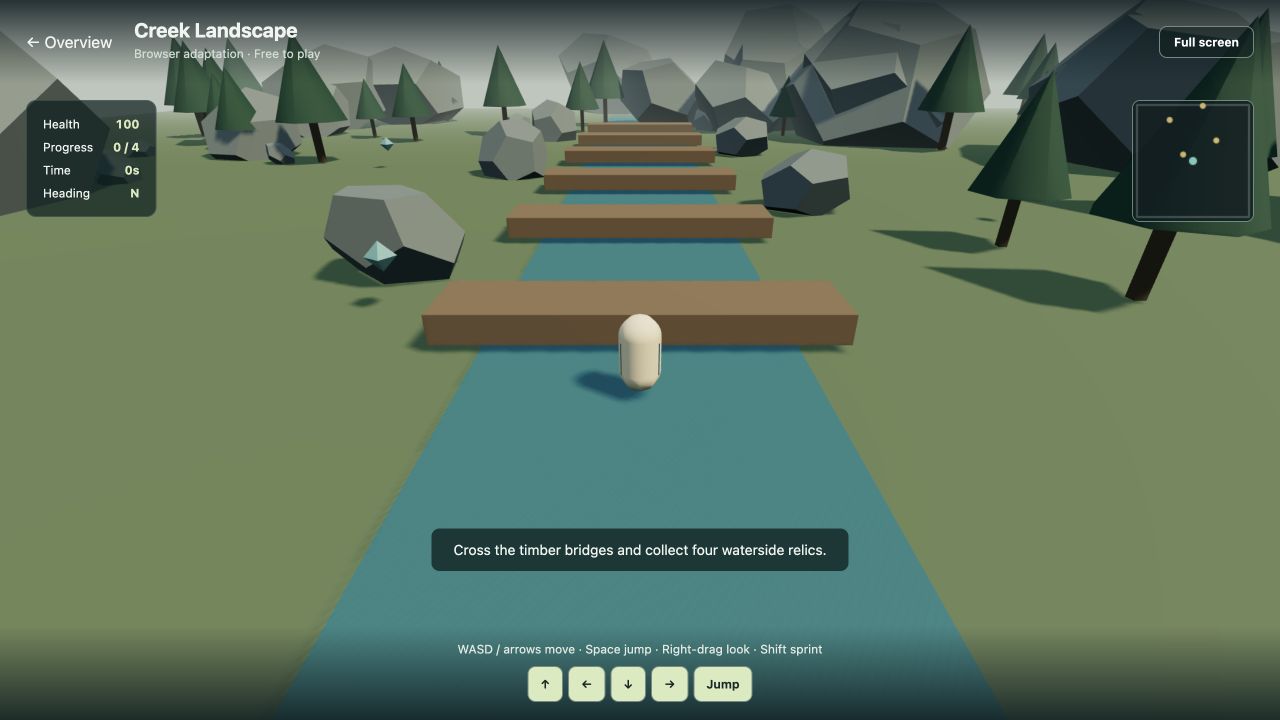 ← Overview
Creek Landscape
Browser adaptation · Free to play
Full screen
Health 100
Progress 0 / 4
Time 0s
Heading N
Cross the timber bridges and collect four waterside relics.
WASD / arrows move · Space jump · Right-drag look · Shift sprint
↑ ← ↓ → Jump